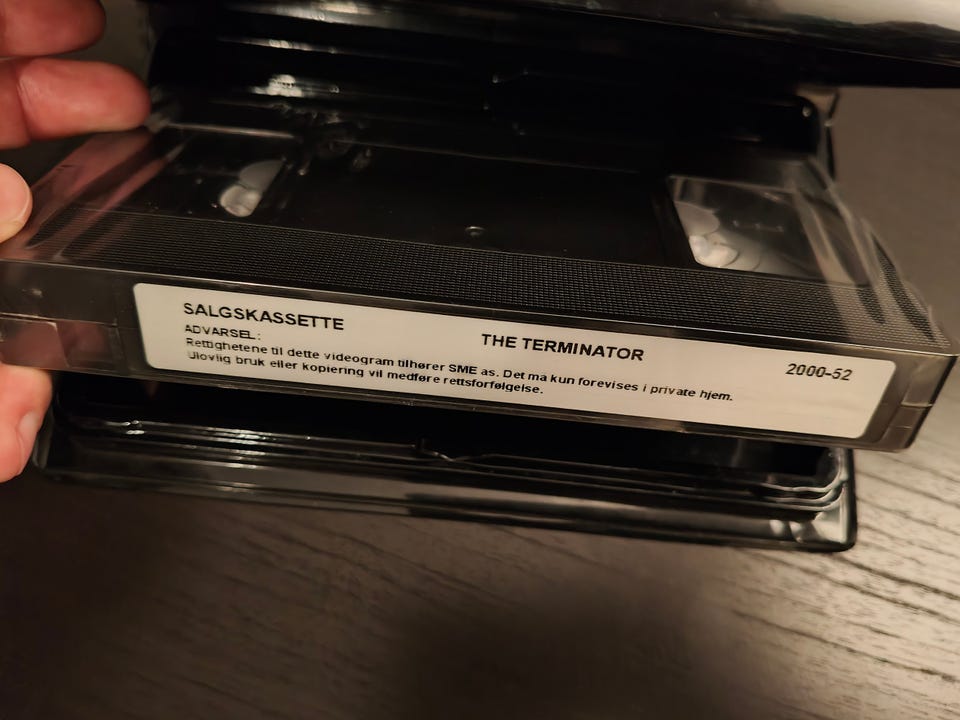 SALGSKASSETTE
THE TERMINATOR
2000-52
ADVARSEL:
Rettighetene til dette videogram tilhører SME as. Det ma kun forevises i private hjem.
Ulovlig bruk eller kopiering vil medføre rettsforfølgelse.